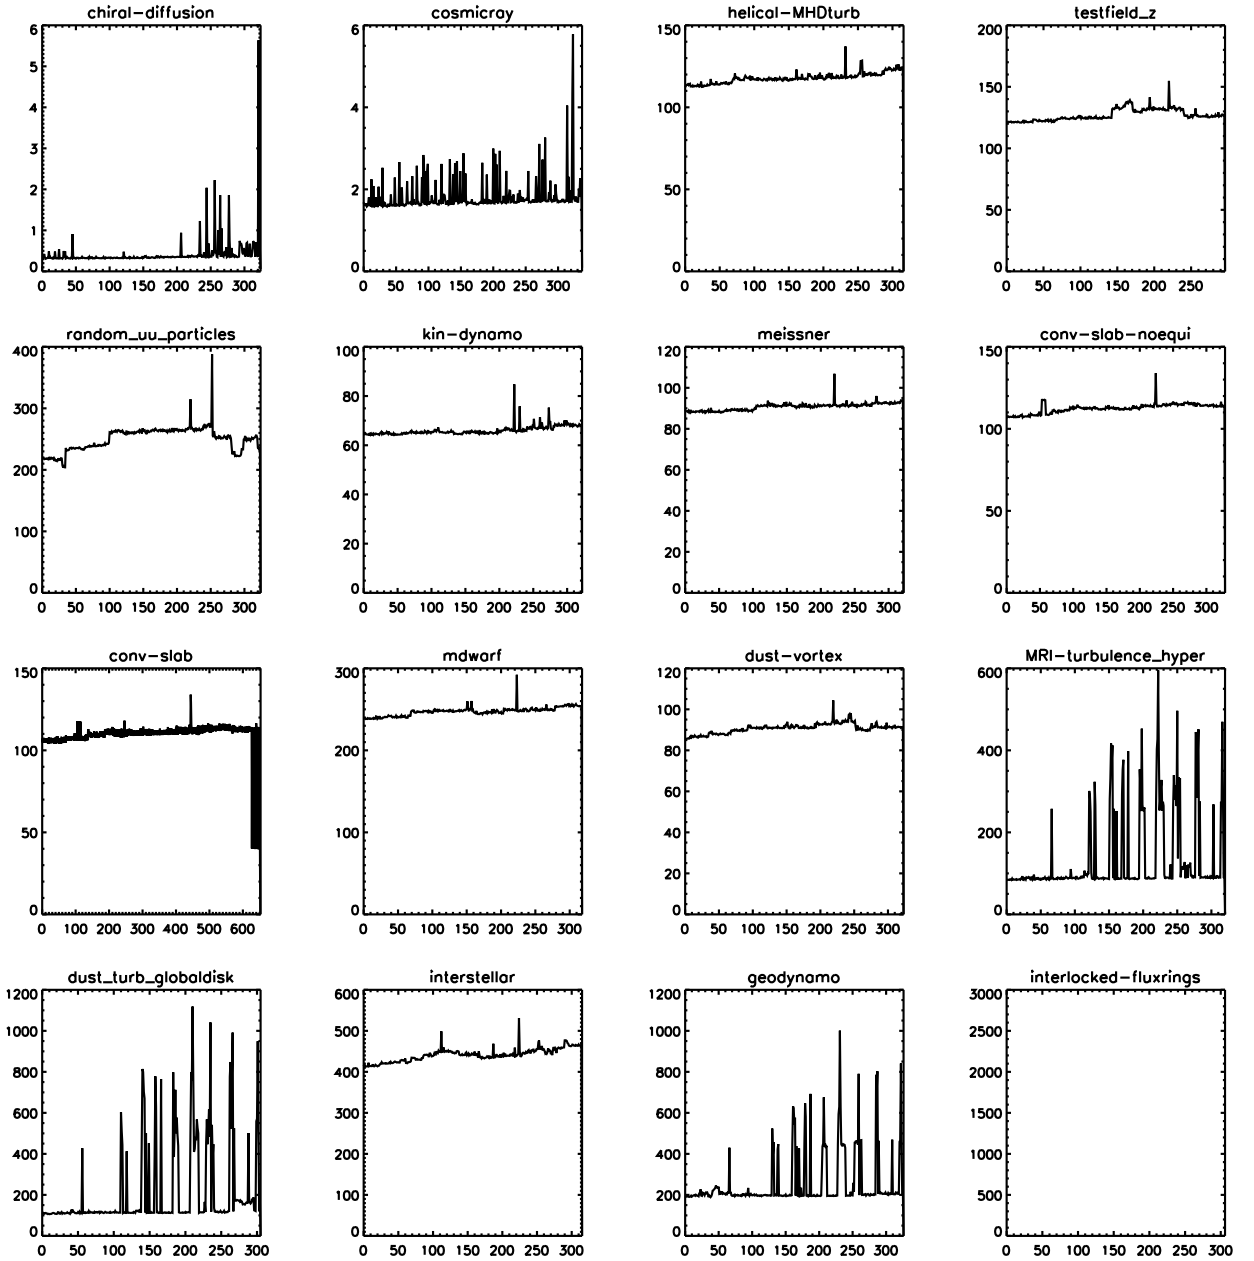 chiral-diffusion cosmicray helical-MHDturb testfield_z
6 6 150 200
5
4 100 150
4
3 100
2
2 50
1 50
0 0 0 0
0 50 100 150 200 250 300 0 50 100 150 200 250 300 0 50 100 150 200 250 300 0 50 100 150 200 250
random_uu_particles kin-dynamo meissner conv-slab-noequi
400 100 120 150
300 80 100
80 100
200 60
60
40
100 40 50
20 20
0 0 0 0
0 50 100 150 200 250 300 0 50 100 150 200 250 300 0 50 100 150 200 250 300 0 50 100 150 200 250 300
conv-slab mdwarf dust-vortex MRI-turbulence_hyper
150 300 120 600
100 200 100
80 400
60
50 100 40 200
20
0 0 0 0
0 100 200 300 400 500 600 0 50 100 150 200 250 300 0 50 100 150 200 250 300 0 50 100 150 200 250 300
dust_turb_globaldisk interstellar geodynamo interlocked-fluxrings
1200 600 1200 3000
1000 500 1000 2500
800 400 800 2000
600 300 600 1500
400 200 400 1000
200 100 200 500
0 0 0 0
0 50 100 150 200 250 300 0 50 100 150 200 250 300 0 50 100 150 200 250 300 0 50 100 150 200 250 300